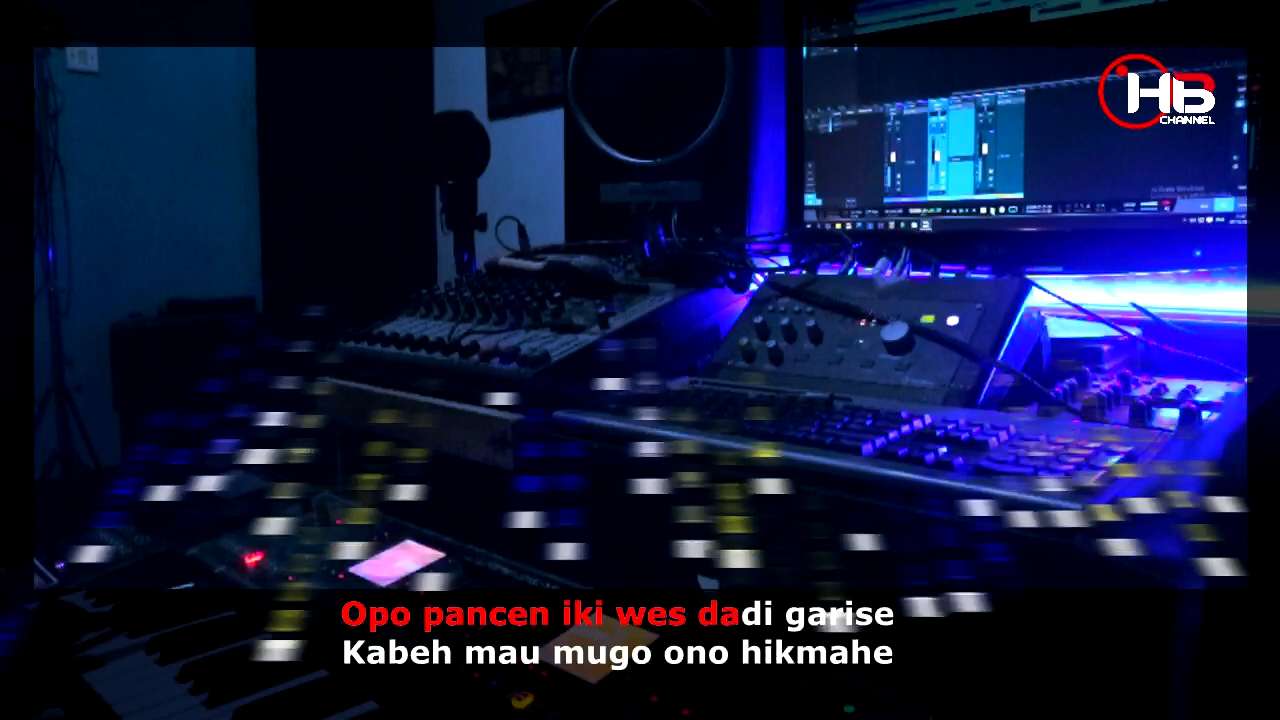 HB
CHANNEL
Opo pancen iki wes dadi garise
Kabeh mau mugo ono hikmahe